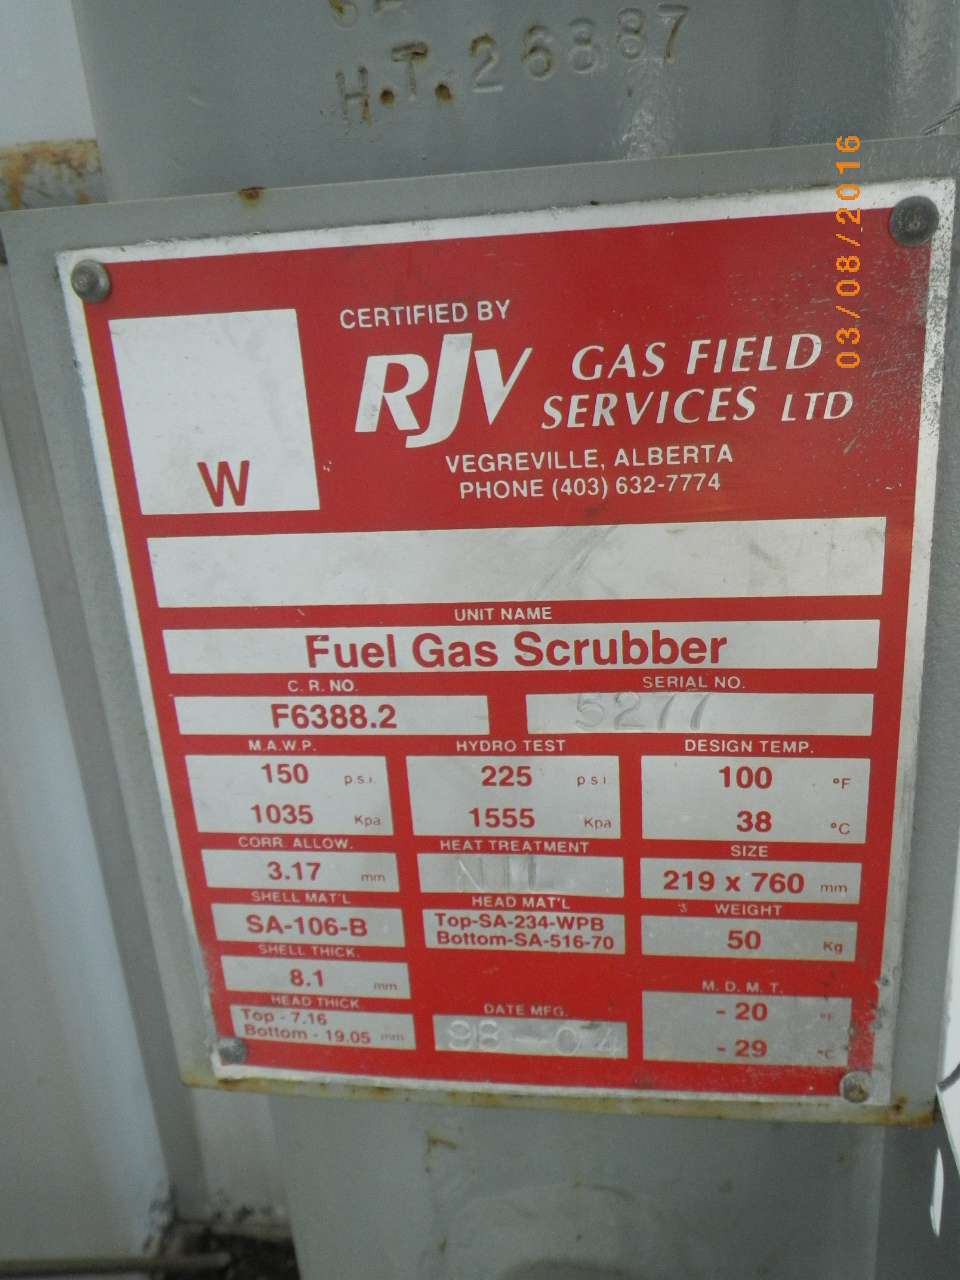 H.T. 26887
03/08/2016
CERTIFIED BY
RJV GAS FIELD SERVICES LTD
VEGREVILLE, ALBERTA
PHONE (403) 632-7774
W
UNIT NAME
Fuel Gas Scrubber
C. R. NO. SERIAL NO.
F6388.2 5277
M.A.W.P. HYDRO TEST DESIGN TEMP.
150 p.s.i. 225 p.s.i. 100 °F
1035 Kpa 1555 Kpa 38 °C
CORR. ALLOW. HEAT TREATMENT SIZE
3.17 mm NIL 219 x 760 mm
SHELL MAT'L HEAD MAT'L WEIGHT
SA-106-B Top-SA-234-WPB 50 Kg
Bottom-SA-516-70
SHELL THICK.
8.1 mm
HEAD THICK. DATE MFG. M. D. M. T.
Top - 7.16 98-04 - 20 °F
Bottom - 19.05 mm - 29 °C